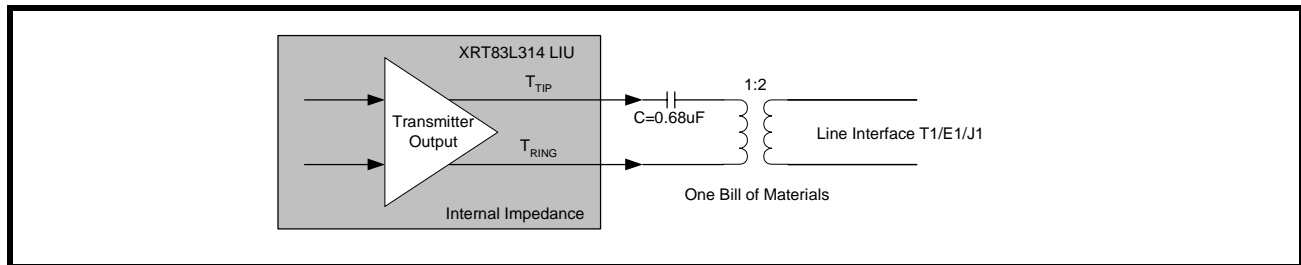 XRT83L314 LIU
TTIP
1:2
C=0.68uF
Transmitter
Output
Line Interface T1/E1/J1
TRING
One Bill of Materials
Internal Impedance